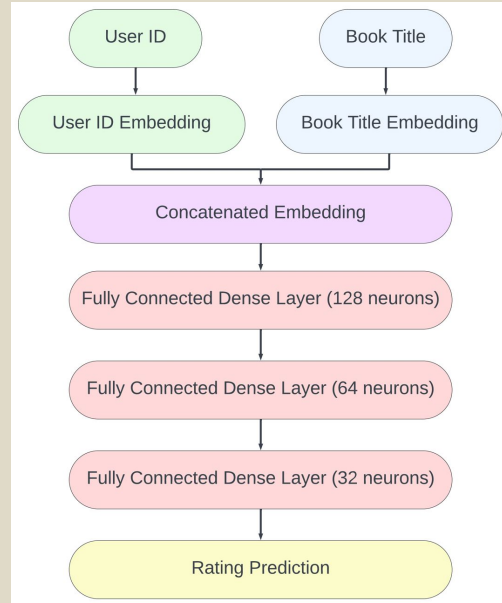 User ID
Book Title
User ID Embedding
Book Title Embedding
Concatenated Embedding
Fully Connected Dense Layer (128 neurons)
Fully Connected Dense Layer (64 neurons)
Fully Connected Dense Layer (32 neurons)
Rating Prediction